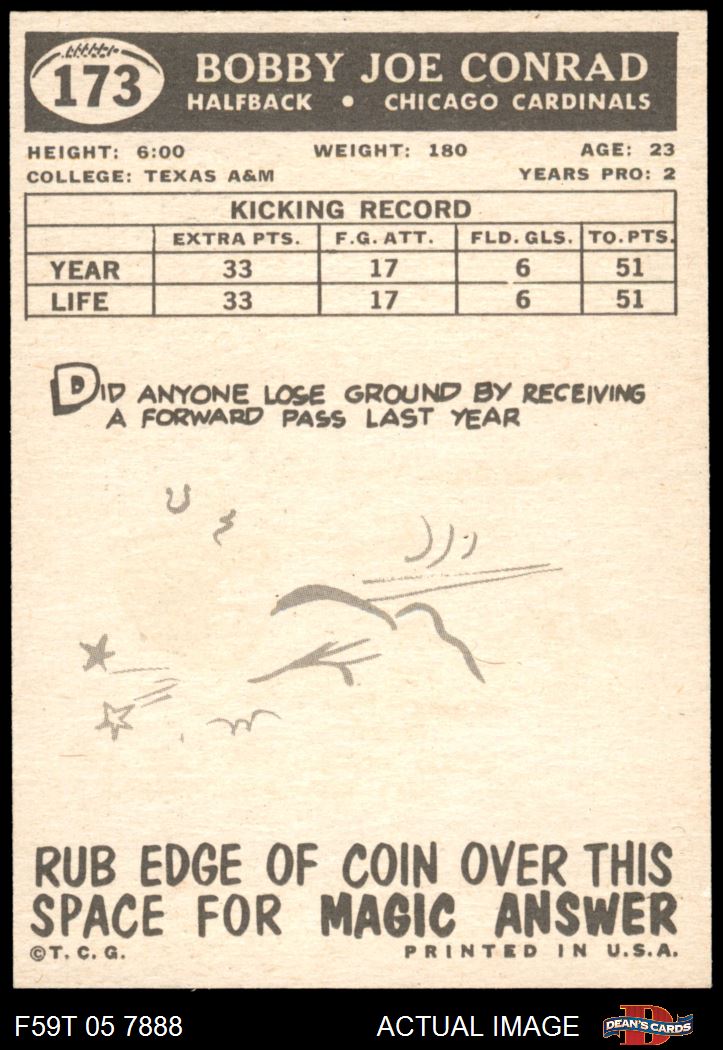 173
BOBBY JOE CONRAD
HALFBACK • CHICAGO CARDINALS
HEIGHT: 6:00 WEIGHT: 180 AGE: 23
COLLEGE: TEXAS A&M YEARS PRO: 2
KICKING RECORD
EXTRA PTS. F.G. ATT. FLD. GLS. TO. PTS.
YEAR 33 17 6 51
LIFE 33 17 6 51
DID ANYONE LOSE GROUND BY RECEIVING
A FORWARD PASS LAST YEAR
RUB EDGE OF COIN OVER THIS
SPACE FOR MAGIC ANSWER
©T. C. G. PRINTED IN U.S.A.
F59T 05 7888 ACTUAL IMAGE DEAN'S CARDS